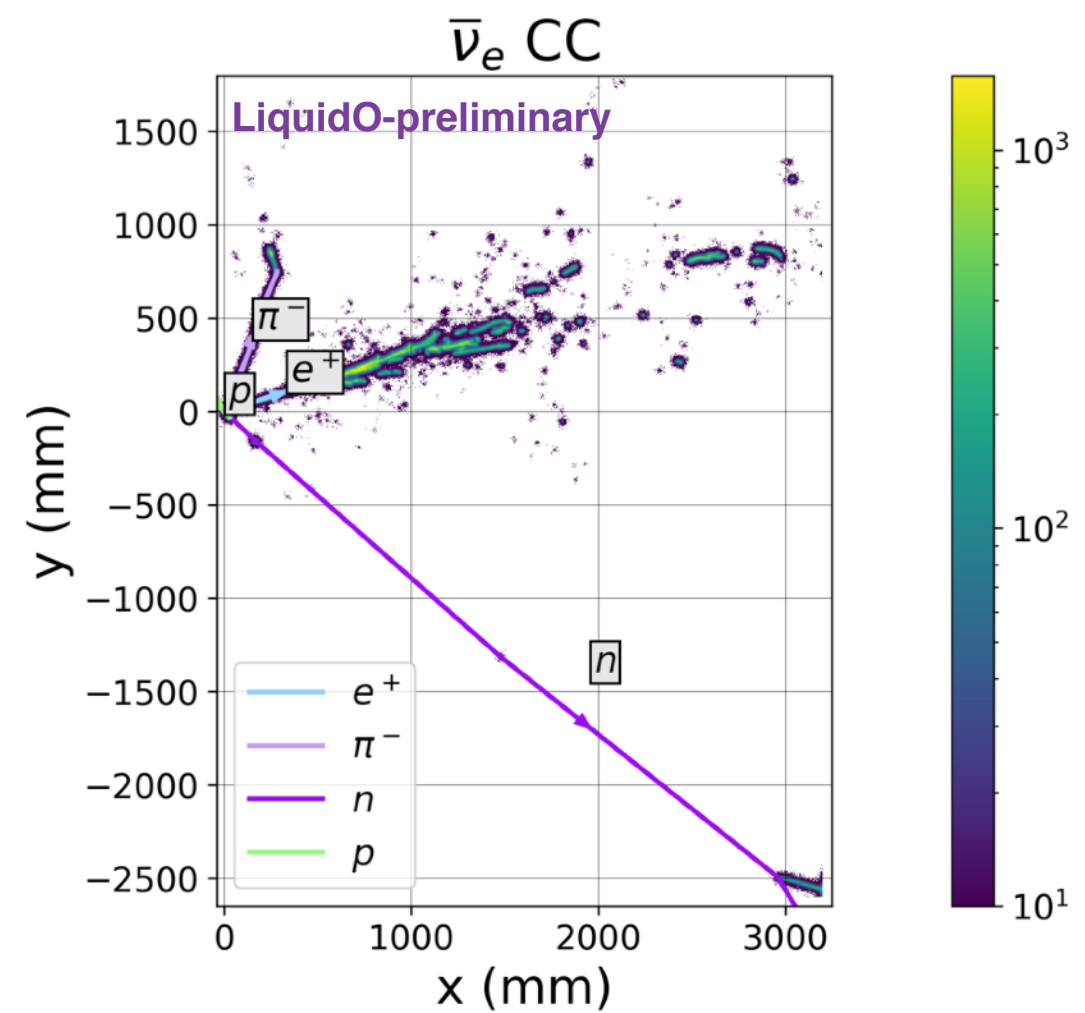 ν̅ₑ CC
LiquidO-preliminary
1500
1000
500
0
−500
−1000
−1500
−2000
−2500
y (mm)
π⁻
e⁺
p
n
e⁺
π⁻
n
p
0 1000 2000 3000
x (mm)
10³
10²
10¹